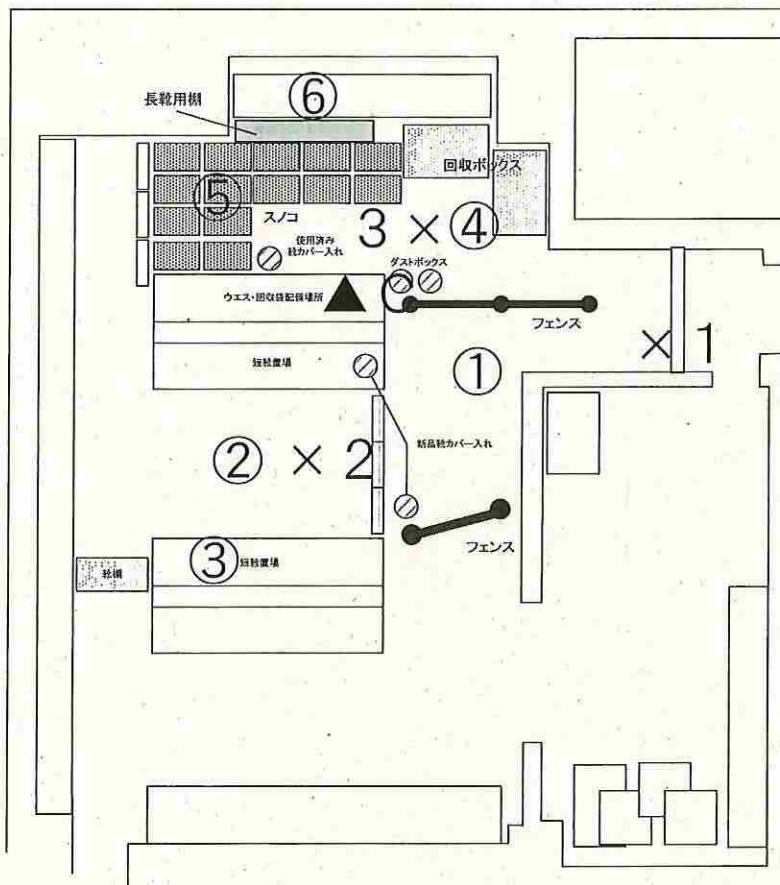 ⑥
長靴用棚
回収ボックス
⑤
スノコ
3 × ④
使用済み
靴カバー入れ
ダストボックス
ウエス・回収袋配備場所
フェンス
× 1
短靴置場
①
新品靴カバー入れ
② × 2
③
短靴置場
フェンス
靴棚